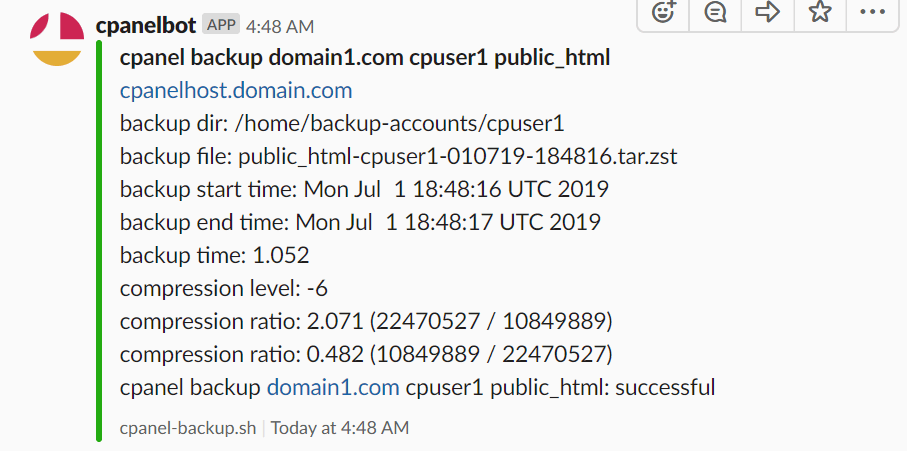 cpanelbot APP 4:48 AM
cpanel backup domain1.com cpuser1 public_html
cpanelhost.domain.com
backup dir: /home/backup-accounts/cpuser1
backup file: public_html-cpuser1-010719-184816.tar.zst
backup start time: Mon Jul  1 18:48:16 UTC 2019
backup end time: Mon Jul  1 18:48:17 UTC 2019
backup time: 1.052
compression level: -6
compression ratio: 2.071 (22470527 / 10849889)
compression ratio: 0.482 (10849889 / 22470527)
cpanel backup domain1.com cpuser1 public_html: successful
cpanel-backup.sh | Today at 4:48 AM